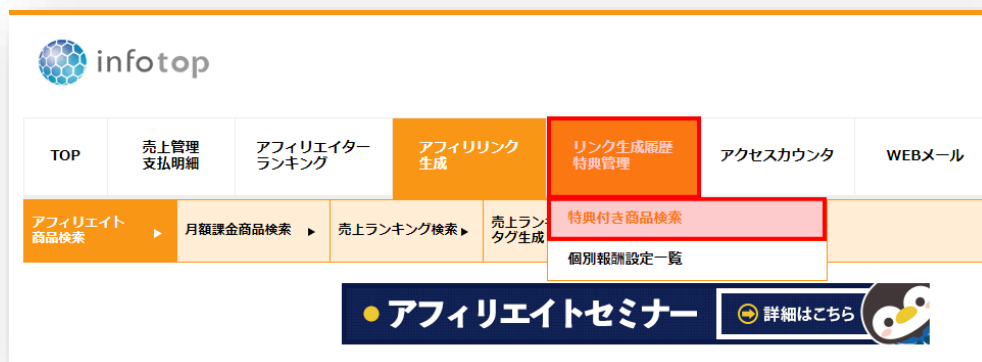 infotop
TOP
売上管理
支払明細
アフィリエイター
ランキング
アフィリリンク
生成
リンク生成履歴
特典管理
アクセスカウンタ
WEBメール
アフィリエイト
商品検索
月額課金商品検索
売上ランキング検索
売上ラン
タグ生成
特典付き商品検索
個別報酬設定一覧
アフィリエイトセミナー
詳細はこちら